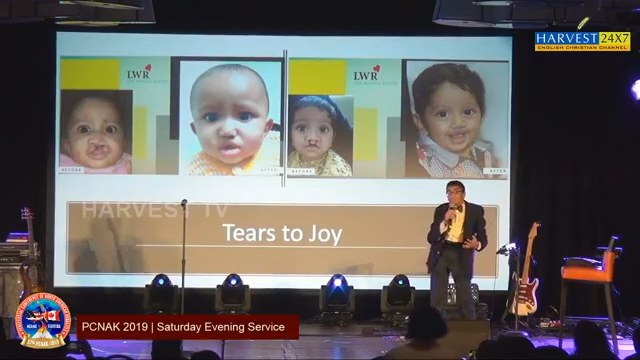 HARVEST 24X7
ENGLISH CHRISTIAN CHANNEL
LWR
LWR
BEFORE
AFTER
BEFORE
AFTER
HARVEST TV
Tears to Joy
PCNAK 2019 | Saturday Evening Service